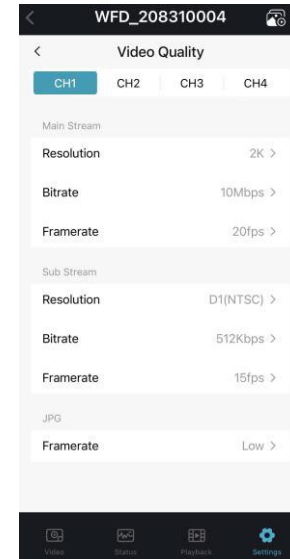 WFD_208310004
Video Quality
CH1 CH2 CH3 CH4
Main Stream
Resolution 2K >
Bitrate 10Mbps >
Framerate 20fps >
Sub Stream
Resolution D1(NTSC) >
Bitrate 512Kbps >
Framerate 15fps >
JPG
Framerate Low >
Video Status Playback Settings